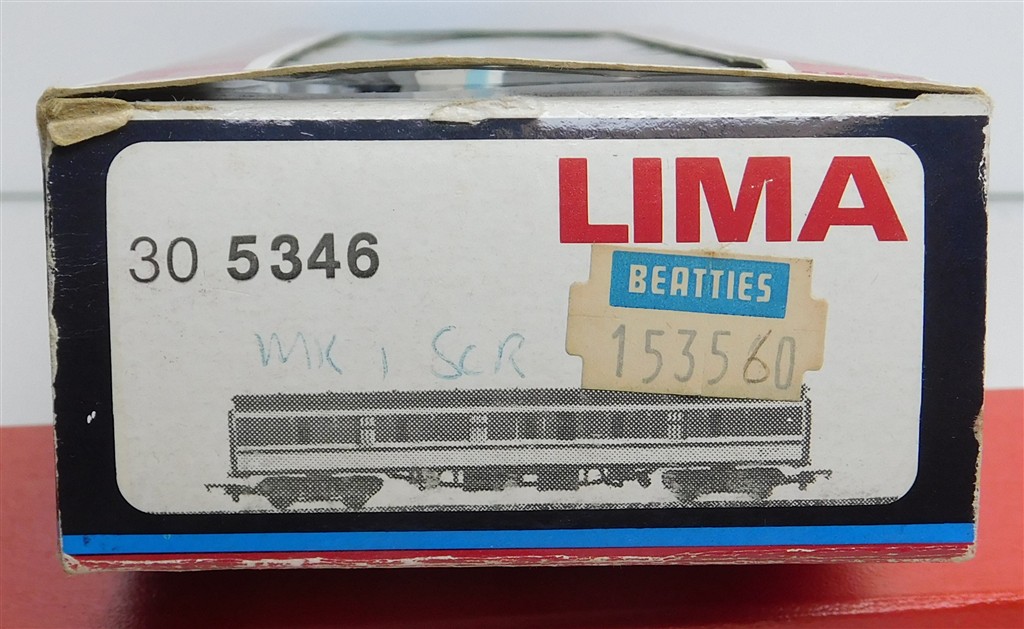 LIMA
30 5346
BEATTIES
153560
MK 1 SCR